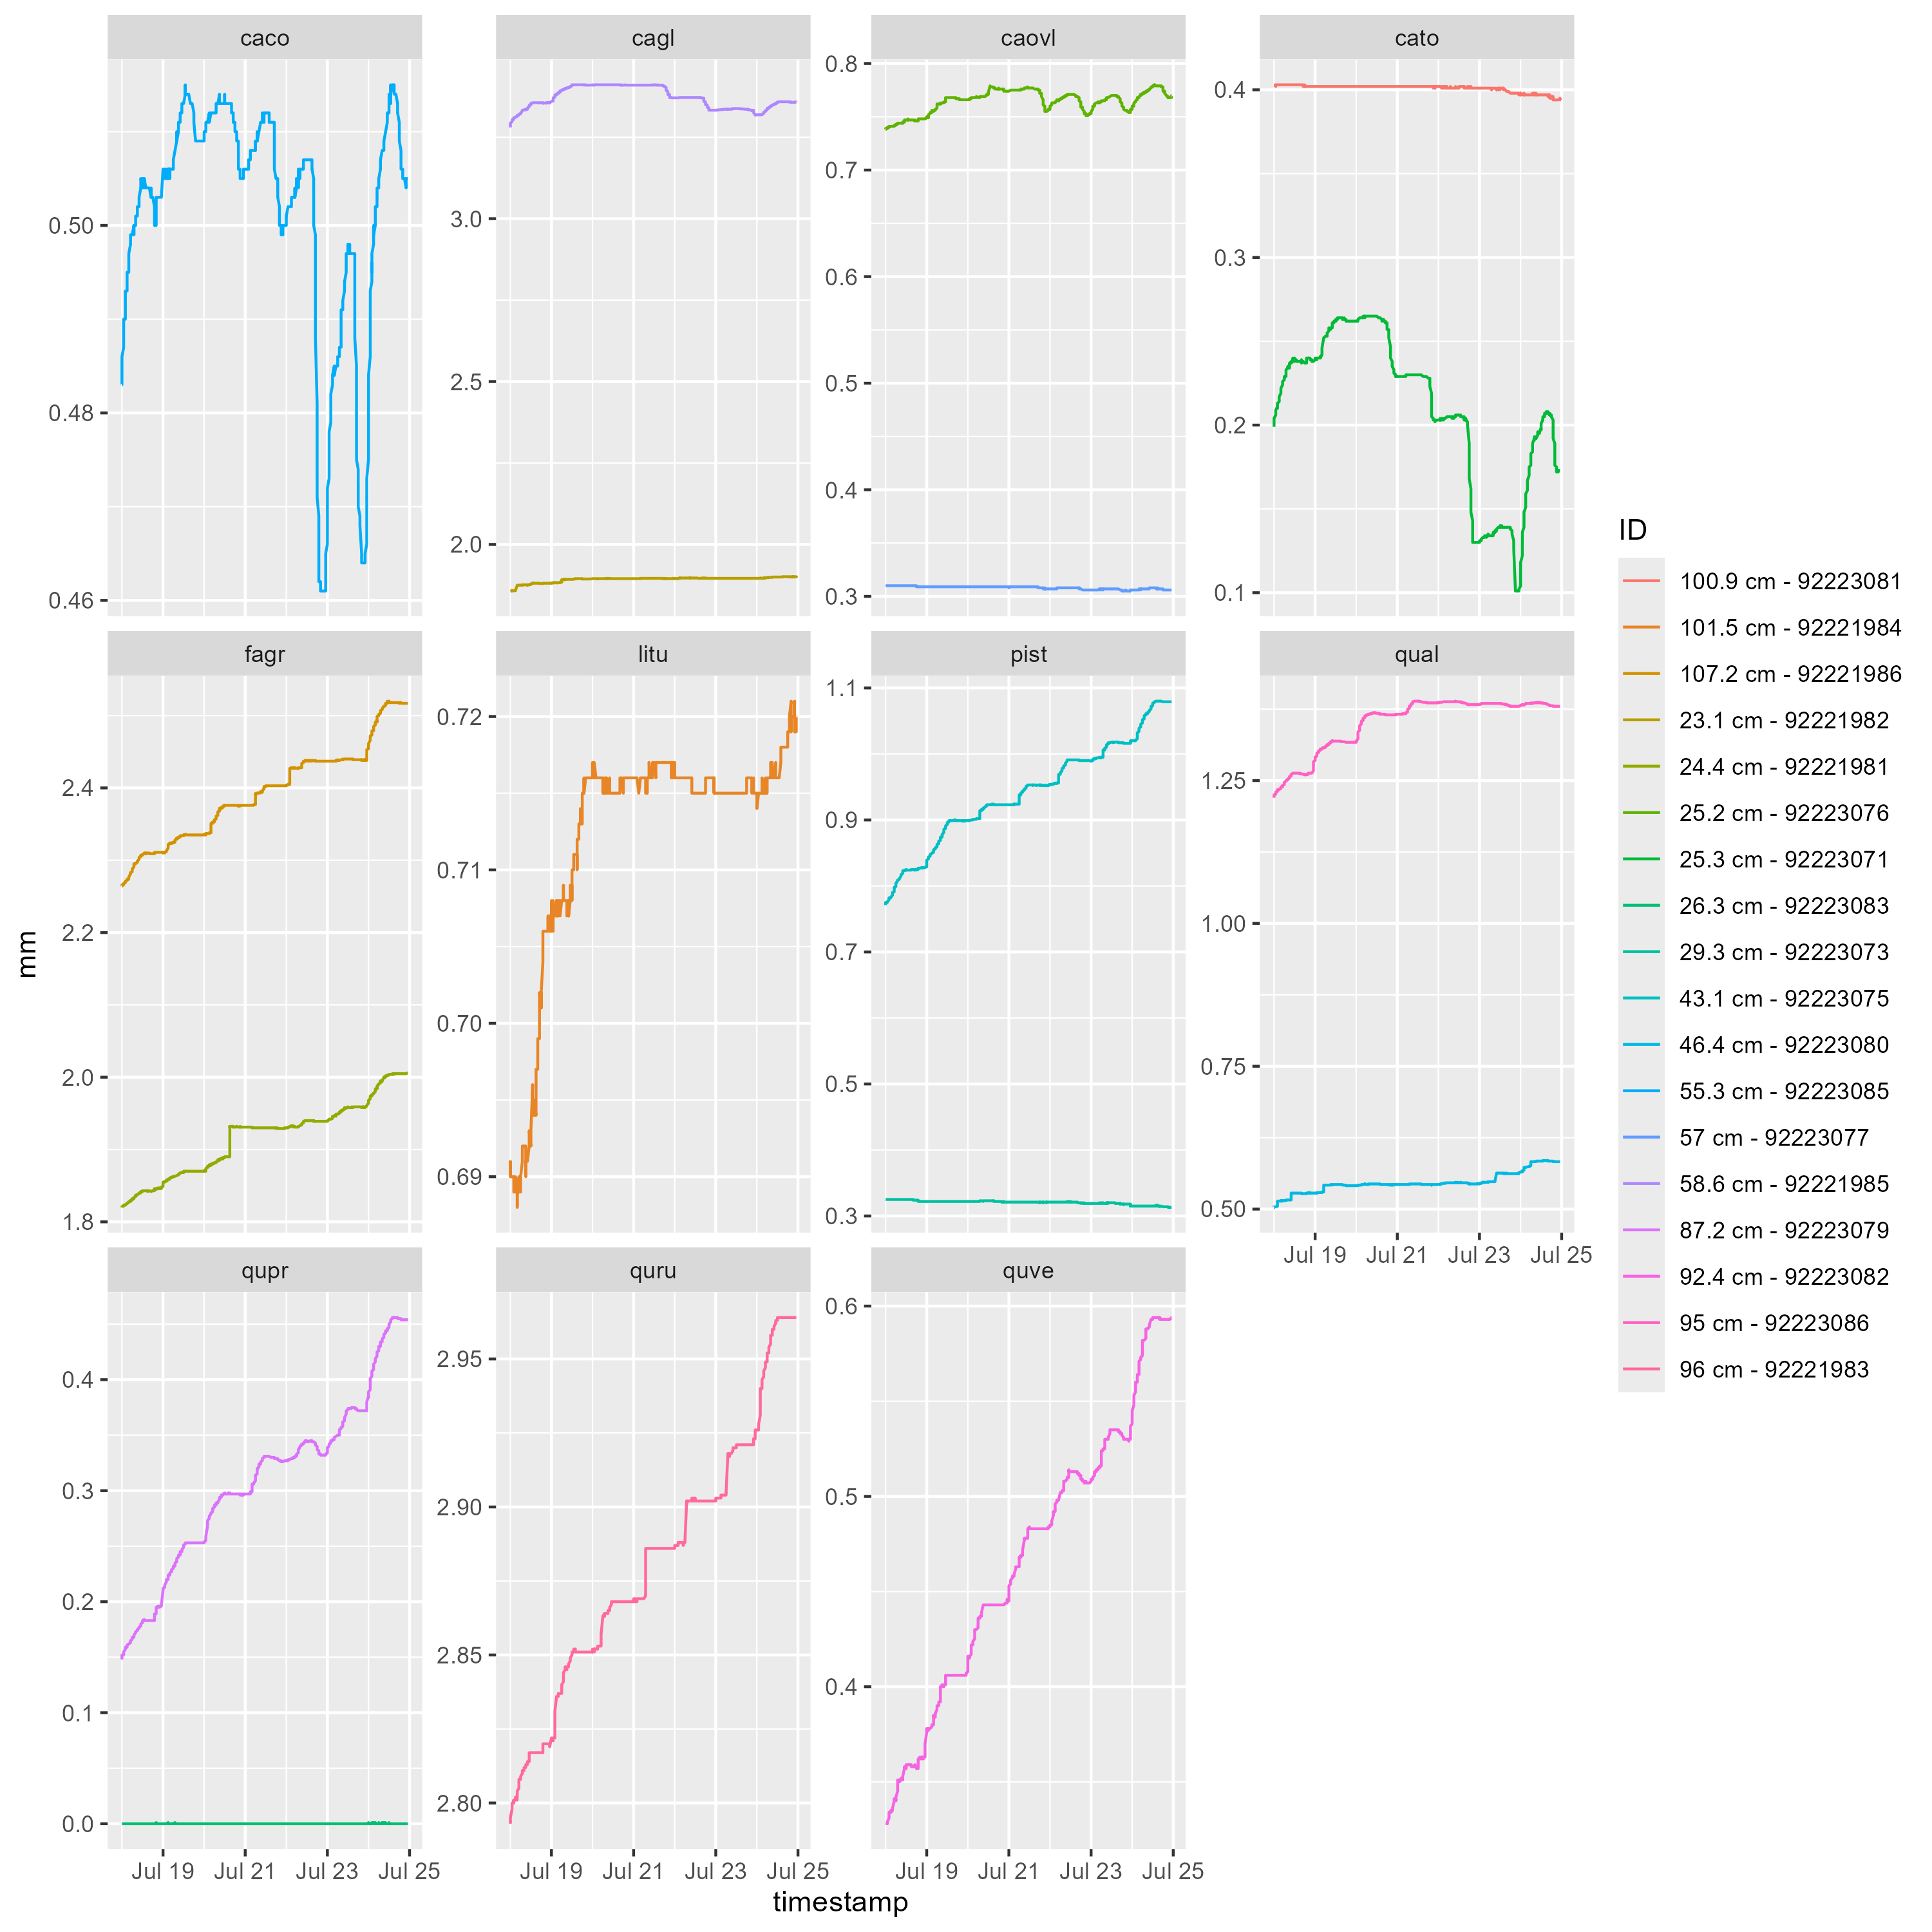 caco
cagl
caovl
cato
0.50
0.48
0.46
3.0
2.5
2.0
0.8
0.7
0.6
0.5
0.4
0.3
0.4
0.3
0.2
0.1
fagr
litu
pist
qual
2.4
2.2
2.0
1.8
0.72
0.71
0.70
0.69
1.1
0.9
0.7
0.5
0.3
1.25
1.00
0.75
0.50
Jul 19 Jul 21 Jul 23 Jul 25
qupr
quru
quve
0.4
0.3
0.2
0.1
0.0
2.95
2.90
2.85
2.80
0.6
0.5
0.4
Jul 19 Jul 21 Jul 23 Jul 25
Jul 19 Jul 21 Jul 23 Jul 25
Jul 19 Jul 21 Jul 23 Jul 25
mm
timestamp
ID
100.9 cm - 92223081
101.5 cm - 92221984
107.2 cm - 92221986
23.1 cm - 92221982
24.4 cm - 92221981
25.2 cm - 92223076
25.3 cm - 92223071
26.3 cm - 92223083
29.3 cm - 92223073
43.1 cm - 92223075
46.4 cm - 92223080
55.3 cm - 92223085
57 cm - 92223077
58.6 cm - 92221985
87.2 cm - 92223079
92.4 cm - 92223082
95 cm - 92223086
96 cm - 92221983